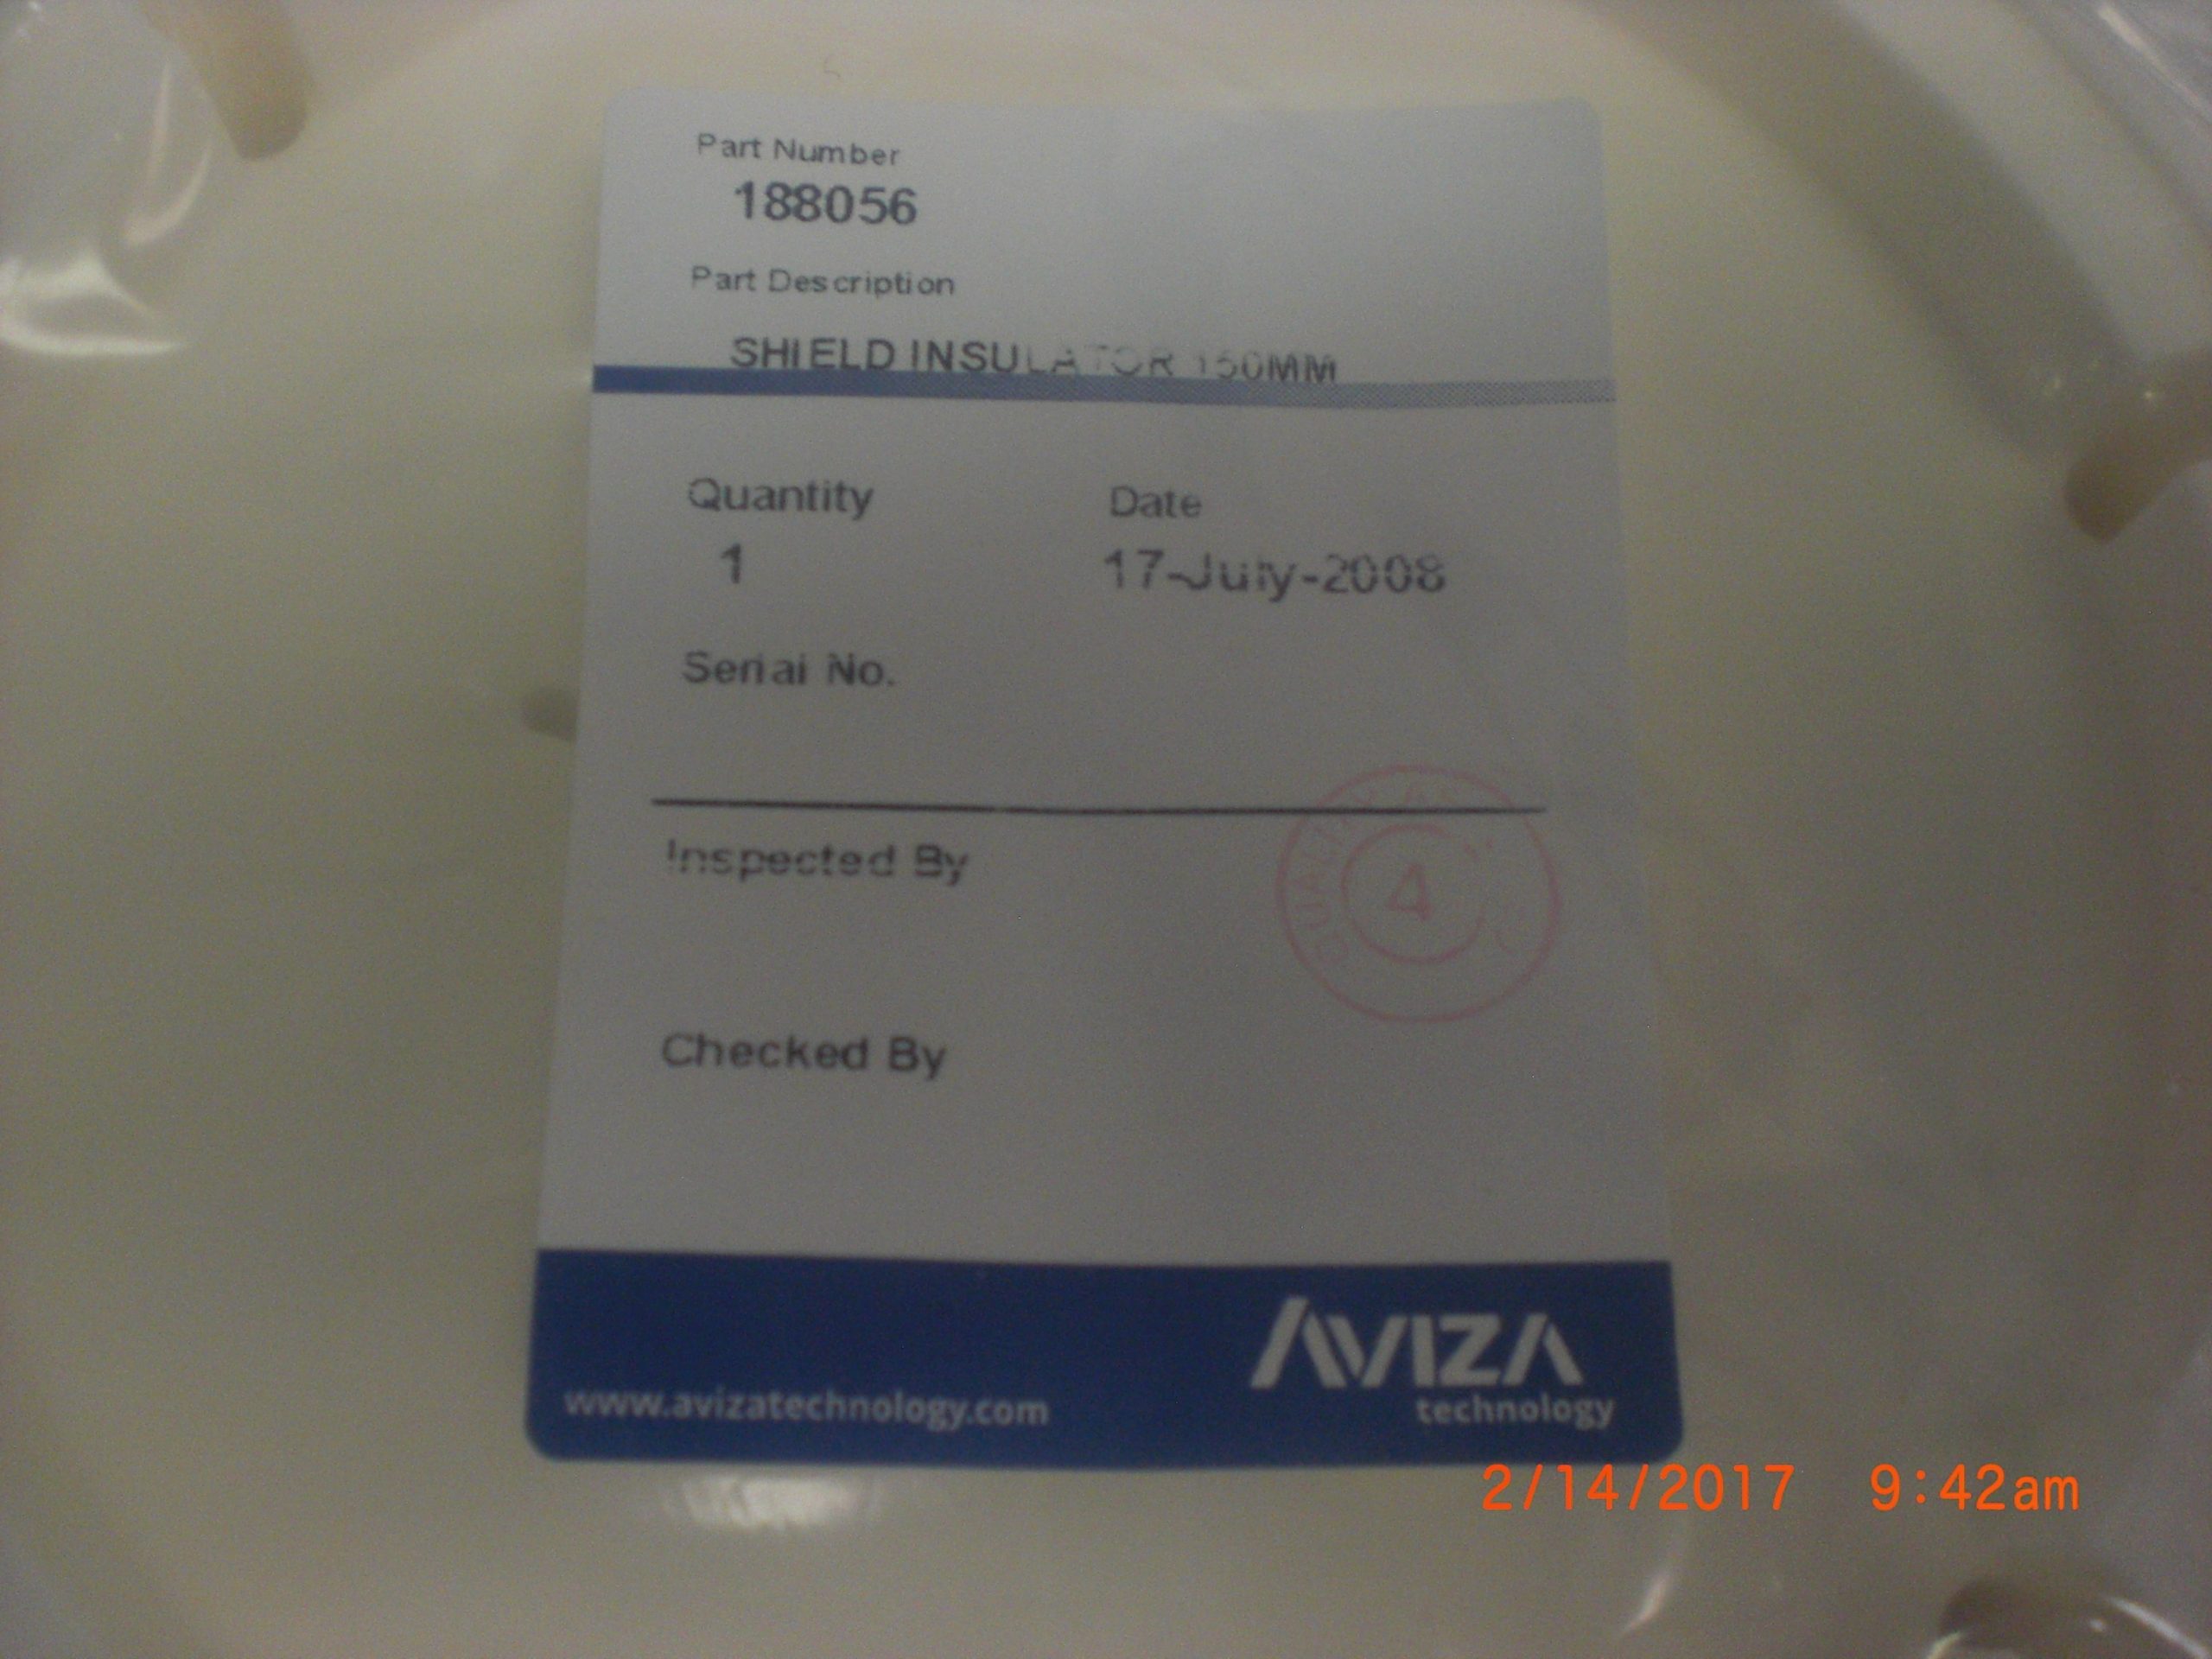 Part Number
188056
Part Description
SHIELD INSULATOR 150MM
Quantity Date
1 17-July-2008
Serial No.
QUALITY
4
Inspected By
Checked By
AVIZA
technology
www.avizatechnology.com
2/14/2017 9:42am